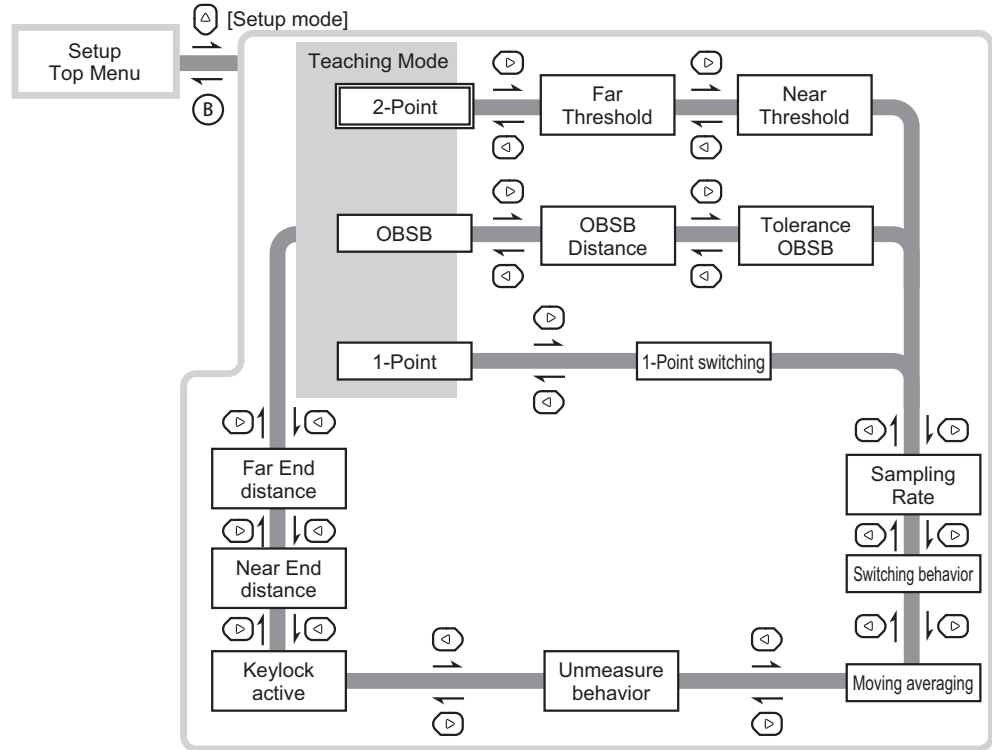 [Setup mode]
Setup
Top Menu
B
Teaching Mode
2-Point
Far
Threshold
Near
Threshold
OBSB
OBSB
Distance
Tolerance
OBSB
1-Point
1-Point switching
Far End
distance
Sampling
Rate
Near End
distance
Switching behavior
Keylock
active
Unmeasure
behavior
Moving averaging